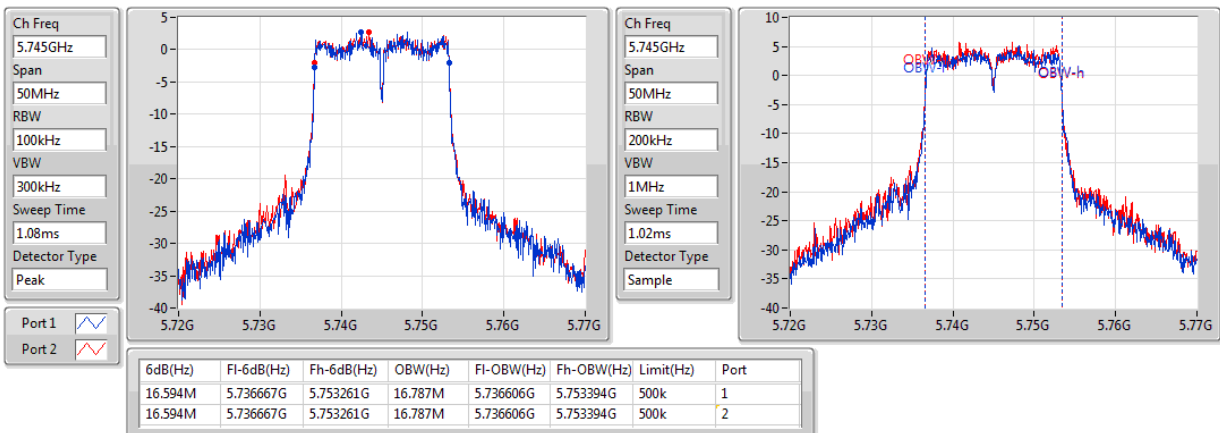 Ch Freq
5.745GHz
Span
50MHz
RBW
100kHz
VBW
300kHz
Sweep Time
1.08ms
Detector Type
Peak
Port 1
Port 2
5
0
-5
-10
-15
-20
-25
-30
-35
-40
5.72G 5.73G 5.74G 5.75G 5.76G 5.77G
Ch Freq
5.745GHz
Span
50MHz
RBW
200kHz
VBW
1MHz
Sweep Time
1.02ms
Detector Type
Sample
10
5
0
-5
-10
-15
-20
-25
-30
-35
-40
OBW-h
5.72G 5.73G 5.74G 5.75G 5.76G 5.77G
6dB(Hz) Fl-6dB(Hz) Fh-6dB(Hz) OBW(Hz) Fl-OBW(Hz) Fh-OBW(Hz) Limit(Hz) Port
16.594M 5.736667G 5.753261G 16.787M 5.736606G 5.753394G 500k 1
16.594M 5.736667G 5.753261G 16.787M 5.736606G 5.753394G 500k 2